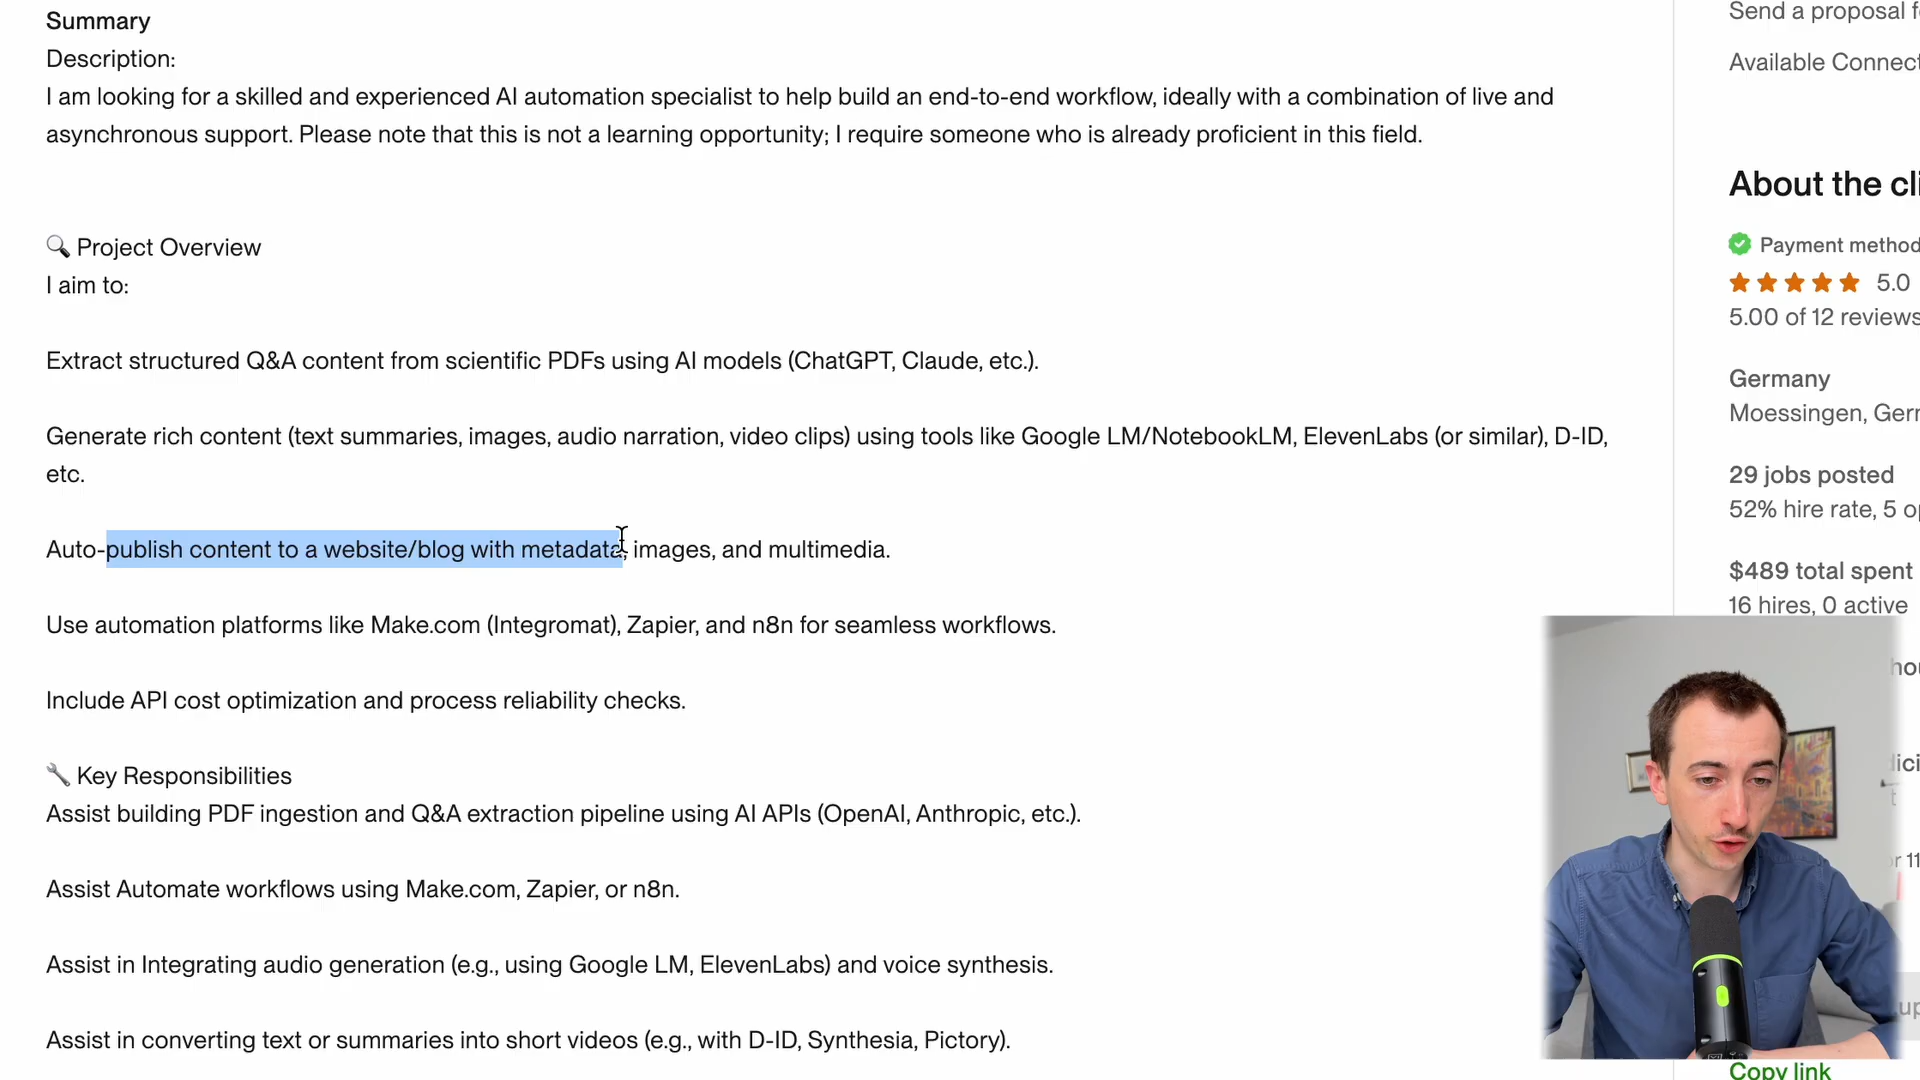 Summary
Description:
I am looking for a skilled and experienced AI automation specialist to help build an end-to-end workflow, ideally with a combination of live and
asynchronous support. Please note that this is not a learning opportunity; I require someone who is already proficient in this field.
🔍 Project Overview
I aim to:
Extract structured Q&A content from scientific PDFs using AI models (ChatGPT, Claude, etc.).
Generate rich content (text summaries, images, audio narration, video clips) using tools like Google LM/NotebookLM, ElevenLabs (or similar), D-ID,
etc.
Auto-publish content to a website/blog with metadata, images, and multimedia.
Use automation platforms like Make.com (Integromat), Zapier, and n8n for seamless workflows.
Include API cost optimization and process reliability checks.
🔧 Key Responsibilities
Assist building PDF ingestion and Q&A extraction pipeline using AI APIs (OpenAI, Anthropic, etc.).
Assist Automate workflows using Make.com, Zapier, or n8n.
Assist in Integrating audio generation (e.g., using Google LM, ElevenLabs) and voice synthesis.
Assist in converting text or summaries into short videos (e.g., with D-ID, Synthesia, Pictory).
Send a proposal
Available
About the
Payment method
5.0
5.00 of 12 reviews
Germany
Moessingen,
29 jobs posted
52% hire rate, 5
$489 total spent
16 hires, 0 active
Copy link